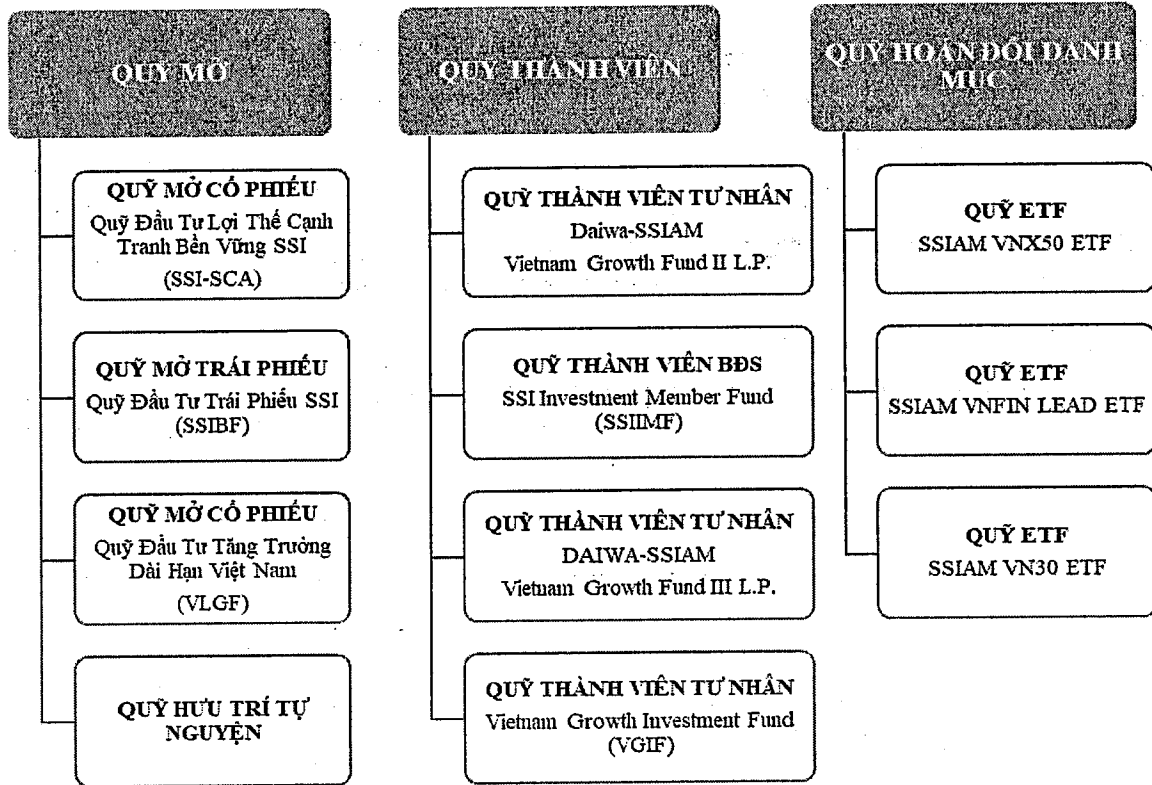 QUỸ MỞ
QUỸ MỞ CỔ PHIẾU
Quỹ Đầu Tư Lợi Thế Cạnh
Tranh Bền Vững SSI
(SSI-SCA)
QUỸ MỞ TRÁI PHIẾU
Quỹ Đầu Tư Trái Phiếu SSI
(SSIBF)
QUỸ MỞ CỔ PHIẾU
Quỹ Đầu Tư Tăng Trưởng
Dài Hạn Việt Nam
(VLGF)
QUỸ HƯU TRÍ TỰ
NGUYỆN
QUỸ THÀNH VIÊN
QUỸ THÀNH VIÊN TƯ NHÂN
Daiwa-SSIAM
Vietnam Growth Fund II L.P.
QUỸ THÀNH VIÊN BĐS
SSI Investment Member Fund
(SSIIMF)
QUỸ THÀNH VIÊN TƯ NHÂN
DAIWA-SSIAM
Vietnam Growth Fund III L.P.
QUỸ THÀNH VIÊN TƯ NHÂN
Vietnam Growth Investment Fund
(VGIF)
QUỸ HOÁN ĐỔI DANH
MỤC
QUỸ ETF
SSIAM VNX50 ETF
QUỸ ETF
SSIAM VNFIN LEAD ETF
QUỸ ETF
SSIAM VN30 ETF